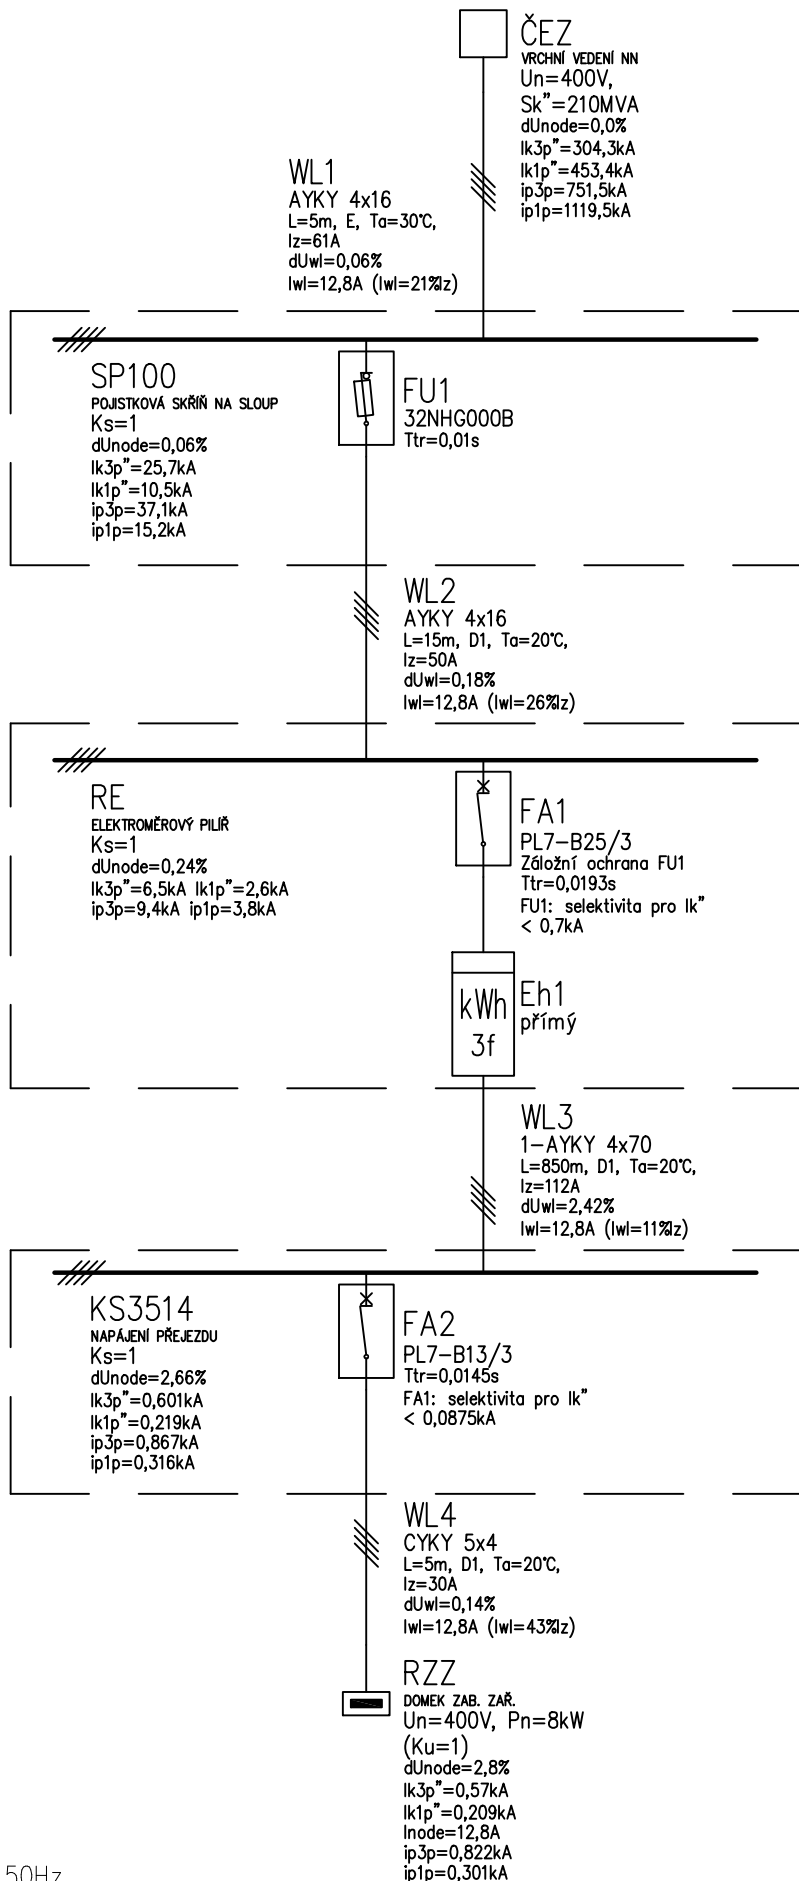 ČEZ
VRCHNÍ VEDENÍ NN
Un=400V,
Sk"=210MVA
dUnode=0,0%
Ik3p"=304,3kA
Ik1p"=453,4kA
ip3p=751,5kA
ip1p=1119,5kA
WL1
AYKY 4x16
L=5m, E, Ta=30°C,
Iz=61A
dUwl=0,06%
Iwl=12,8A (Iwl=21%Iz)
SP100
POJISTKOVÁ SKŘÍŇ NA SLOUP
Ks=1
dUnode=0,06%
Ik3p"=25,7kA
Ik1p"=10,5kA
ip3p=37,1kA
ip1p=15,2kA
FU1
32NHG000B
Ttr=0,01s
WL2
AYKY 4x16
L=15m, D1, Ta=20°C,
Iz=50A
dUwl=0,18%
Iwl=12,8A (Iwl=26%Iz)
RE
ELEKTROMĚROVÝ PILÍŘ
Ks=1
dUnode=0,24%
Ik3p"=6,5kA Ik1p"=2,6kA
ip3p=9,4kA ip1p=3,8kA
FA1
PL7-B25/3
Záložní ochrana FU1
Ttr=0,0193s
FU1: selektivita pro Ik"
< 0,7kA
kWh
3f
Eh1
přímý
WL3
1-AYKY 4x70
L=850m, D1, Ta=20°C,
Iz=112A
dUwl=2,42%
Iwl=12,8A (Iwl=11%Iz)
KS3514
NAPÁJENÍ PŘEJEZDU
Ks=1
dUnode=2,66%
Ik3p"=0,601kA
Ik1p"=0,219kA
ip3p=0,867kA
ip1p=0,316kA
FA2
PL7-B13/3
Ttr=0,0145s
FA1: selektivita pro Ik"
< 0,0875kA
WL4
CYKY 5x4
L=5m, D1, Ta=20°C,
Iz=30A
dUwl=0,14%
Iwl=12,8A (Iwl=43%Iz)
RZZ
DOMEK ZAB. ZAŘ.
Un=400V, Pn=8kW
(Ku=1)
dUnode=2,8%
Ik3p"=0,57kA
Ik1p"=0,209kA
Inode=12,8A
ip3p=0,822kA
ip1p=0,301kA
50Hz